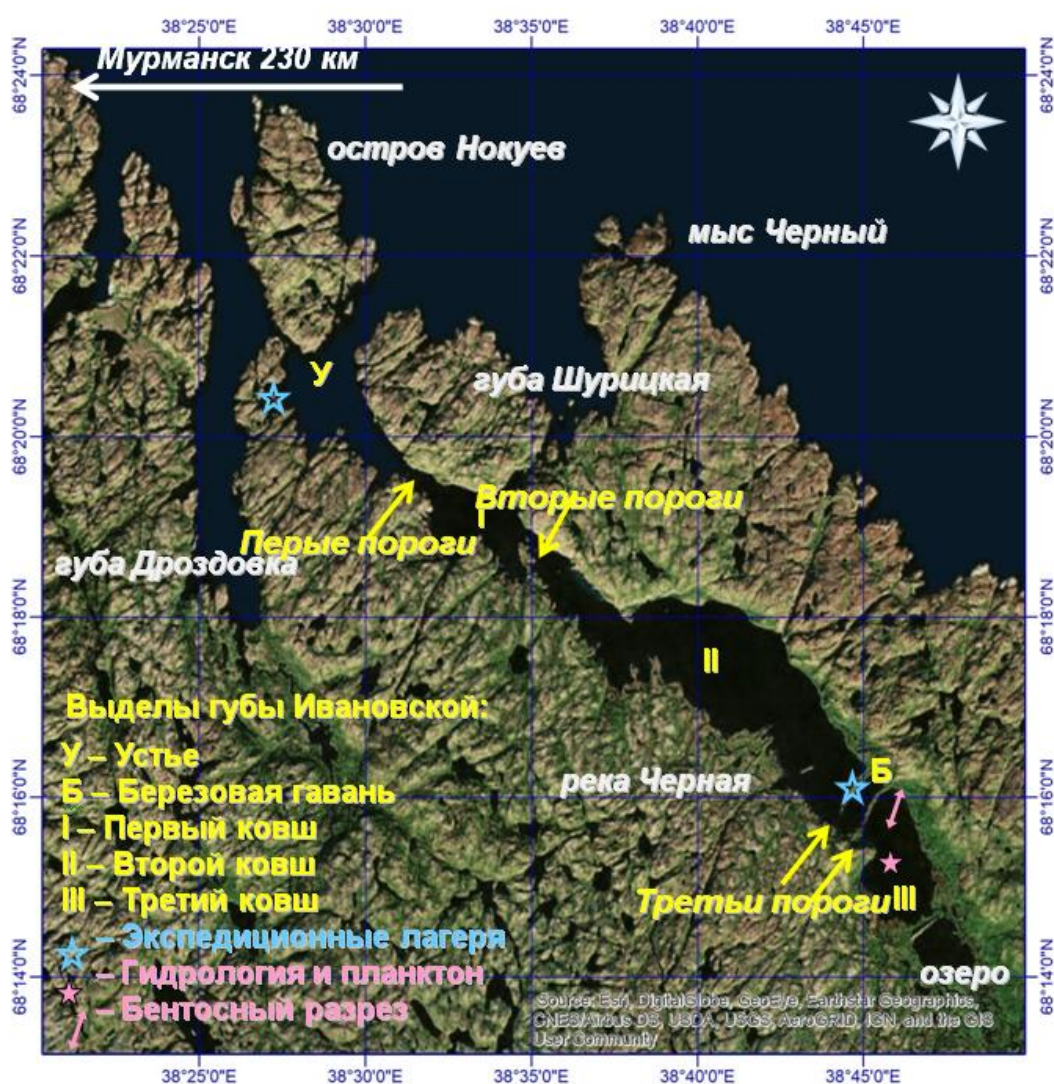 38°25'0"E 38°30'0"E 38°35'0"E 38°40'0"E 38°45'0"E
68°24'0"N
68°24'0"N
Мурманск 230 км
остров Нокуев
мыс Черный
68°22'0"N
68°22'0"N
У
губа Шурицкая
68°20'0"N
68°20'0"N
I
Вторые пороги
Перые пороги
губа Дроздовка
68°18'0"N
68°18'0"N
II
Выделы губы Ивановской:
У – Устье
Б
река Черная
Б – Березовая гавань
68°16'0"N
68°16'0"N
I – Первый ковш
II – Второй ковш
III – Третий ковш
Третьи пороги
III
– Экспедиционные лагеря
– Гидрология и планктон
озеро
68°14'0"N
68°14'0"N
– Бентосный разрез
Source: Esri, DigitalGlobe, GeoEye, Earthstar Geographics,
CNES/Airbus DS, USDA, USGS, AeroGRID, IGN, and the GIS
User Community
38°25'0"E 38°30'0"E 38°35'0"E 38°40'0"E 38°45'0"E